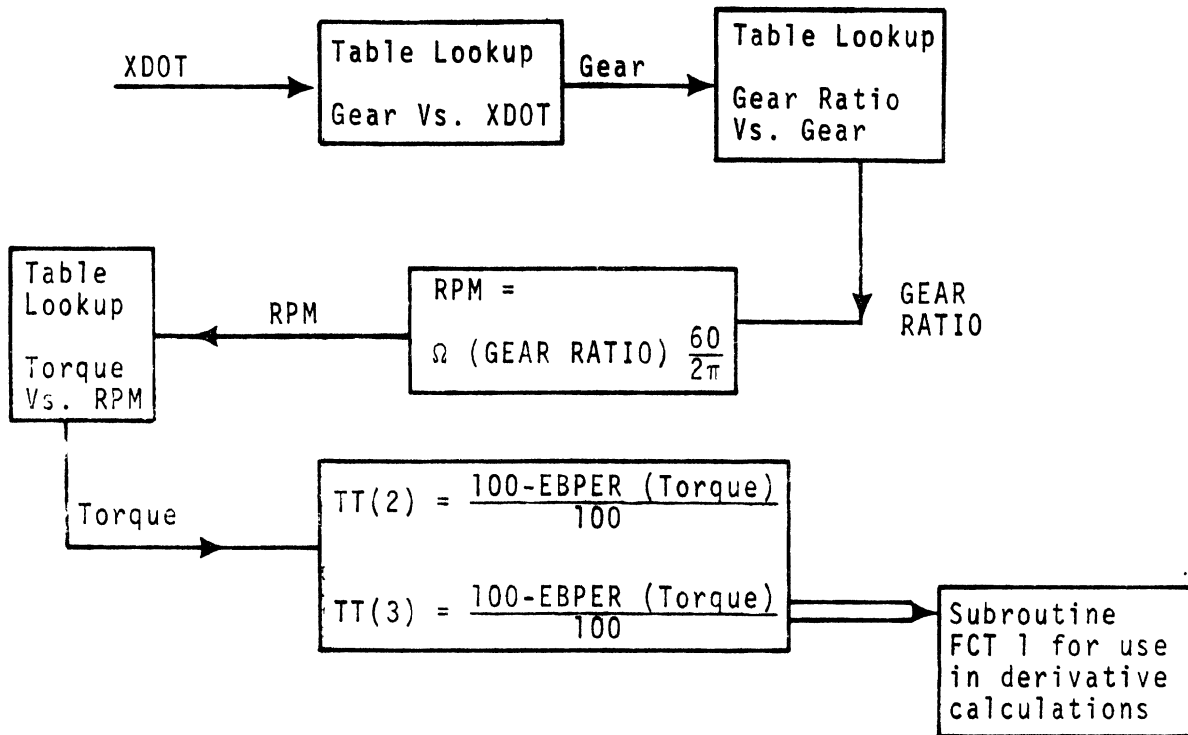 XDOT
Table Lookup
Gear Vs. XDOT
Gear
Table Lookup
Gear Ratio
Vs. Gear
GEAR
RATIO
RPM =
Ω (GEAR RATIO) 60/2π
RPM
Table
Lookup
Torque
Vs. RPM
Torque
TT(2) = 100-EBPER (Torque)/100
TT(3) = 100-EBPER (Torque)/100
Subroutine
FCT 1 for use
in derivative
calculations